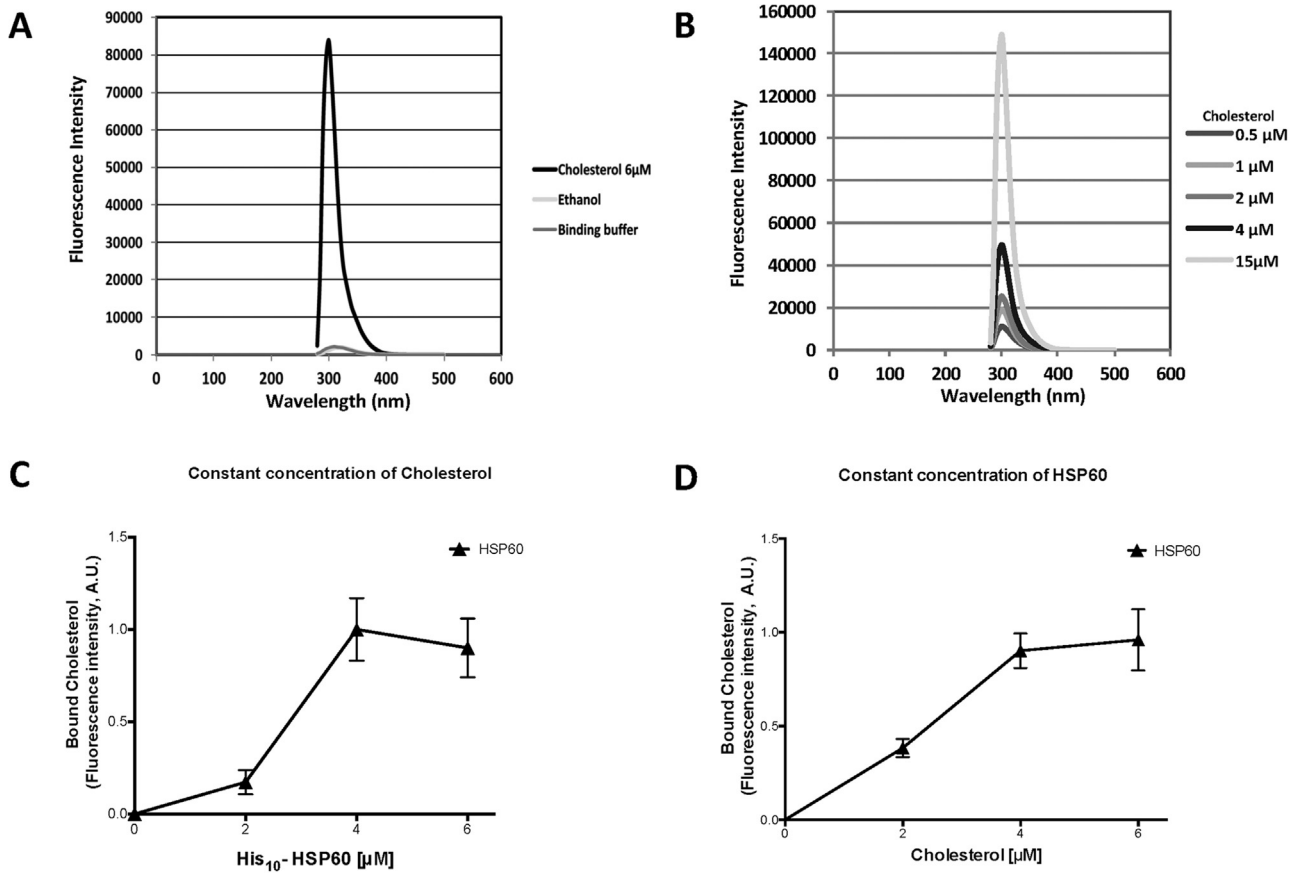 A
90000
80000
70000
60000
50000
40000
30000
20000
10000
0
Fluorescence Intensity
0 100 200 300 400 500 600
Wavelength (nm)
Cholesterol 6µM
Ethanol
Binding buffer
B
160000
140000
120000
100000
80000
60000
40000
20000
0
Fluorescence Intensity
0 100 200 300 400 500 600
Wavelength (nm)
Cholesterol
0.5 µM
1 µM
2 µM
4 µM
15µM
C
Constant concentration of Cholesterol
1.5
1.0
0.5
0.0
Bound Cholesterol
(Fluorescence intensity, A.U.)
HSP60
0 2 4 6
His₁₀- HSP60 [µM]
D
Constant concentration of HSP60
1.5
1.0
0.5
0.0
Bound Cholesterol
(Fluorescence intensity, A.U.)
HSP60
0 2 4 6
Cholesterol [µM]